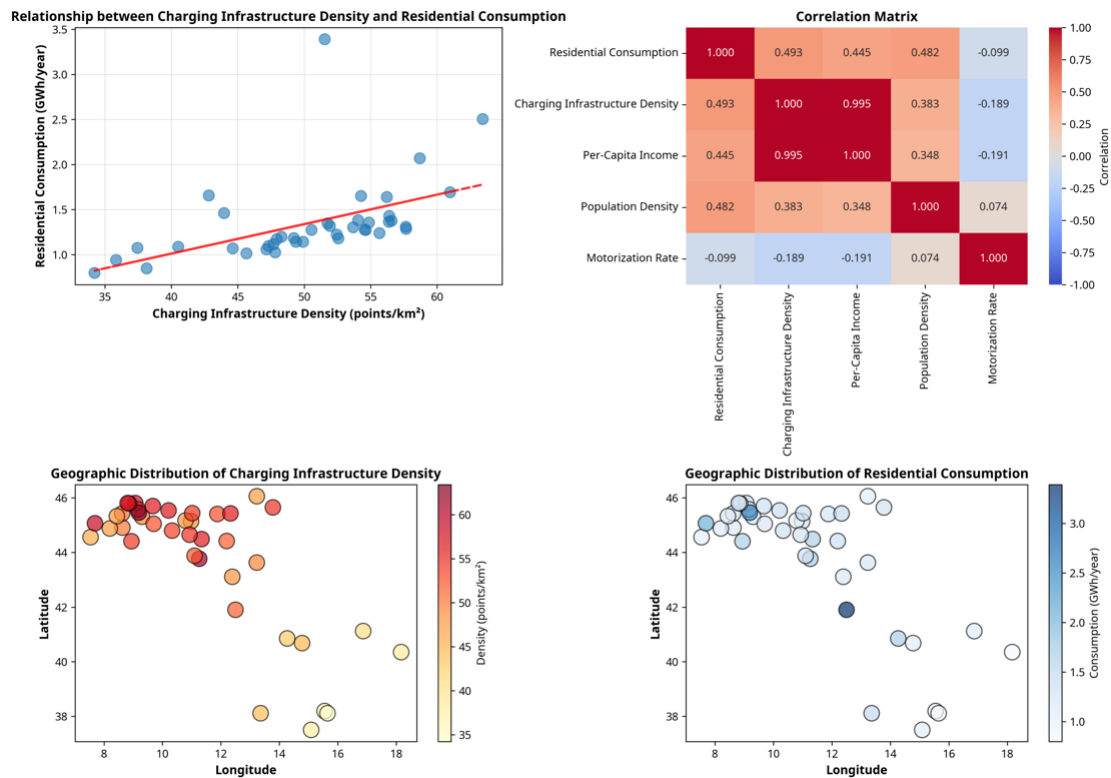 Relationship between Charging Infrastructure Density and Residential Consumption
3.5
3.0
2.5
2.0
1.5
1.0
Residential Consumption (GWh/year)
35 40 45 50 55 60
Charging Infrastructure Density (points/km²)
Correlation Matrix
Residential Consumption 1.000 0.493 0.445 0.482 -0.099
Charging Infrastructure Density 0.493 1.000 0.995 0.383 -0.189
Per-Capita Income 0.445 0.995 1.000 0.348 -0.191
Population Density 0.482 0.383 0.348 1.000 0.074
Motorization Rate -0.099 -0.189 -0.191 0.074 1.000
Residential Consumption
Charging Infrastructure Density
Per-Capita Income
Population Density
Motorization Rate
1.00
0.75
0.50
0.25
0.00
-0.25
-0.50
-0.75
-1.00
Correlation
Geographic Distribution of Charging Infrastructure Density
46
44
42
40
38
Latitude
8 10 12 14 16 18
Longitude
60
55
50
45
40
35
Density (points/km²)
Geographic Distribution of Residential Consumption
46
44
42
40
38
Latitude
8 10 12 14 16 18
Longitude
3.0
2.5
2.0
1.5
1.0
Consumption (GWh/year)